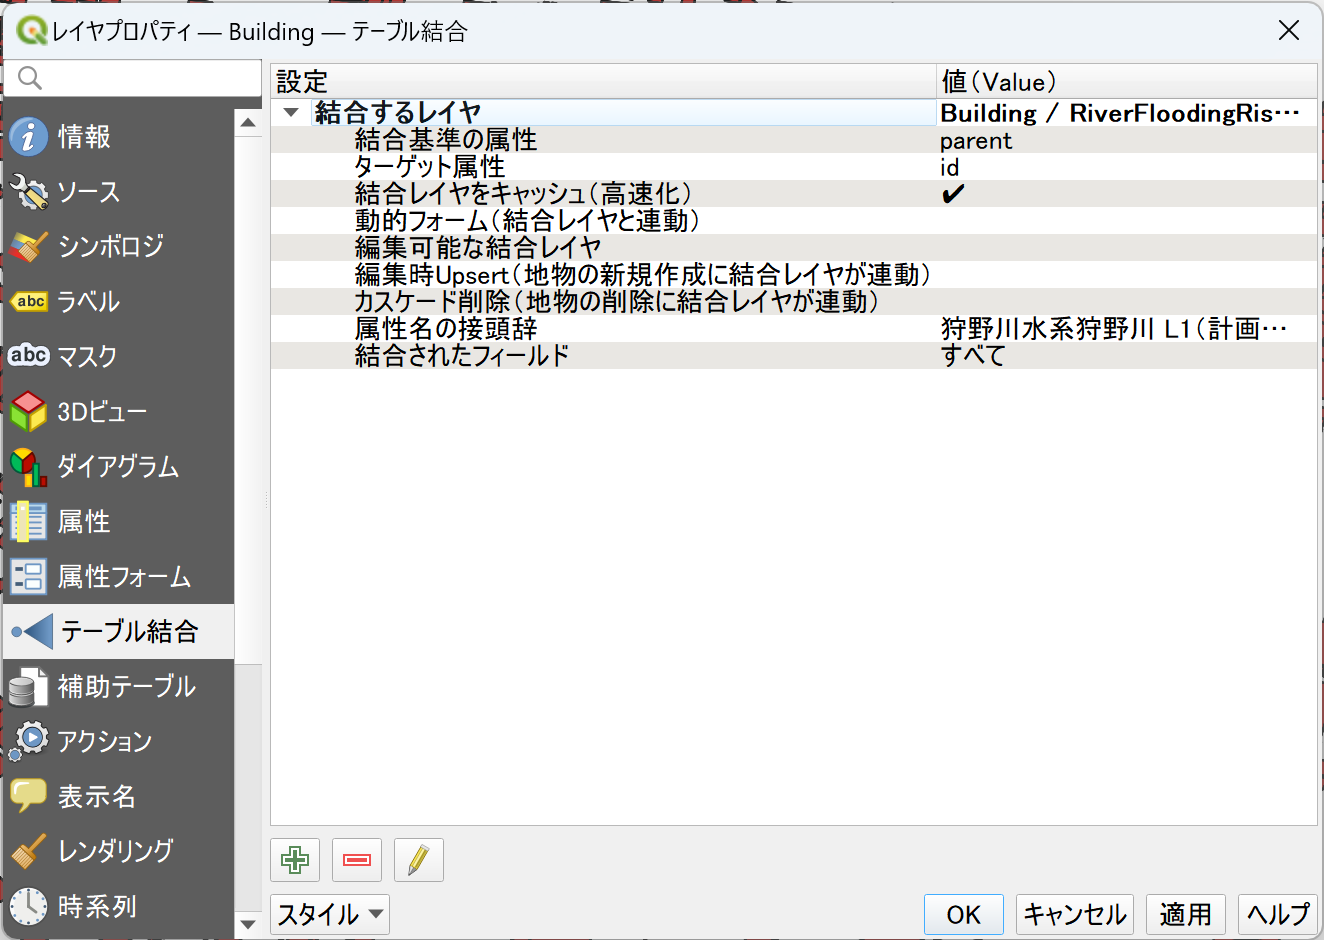 レイヤプロパティ — Building — テーブル結合
情報
ソース
シンボロジ
abc ラベル
abc マスク
3Dビュー
ダイアグラム
属性
属性フォーム
テーブル結合
補助テーブル
アクション
表示名
レンダリング
時系列
設定 値(Value)
結合するレイヤ Building / RiverFloodingRis…
結合基準の属性 parent
ターゲット属性 id
結合レイヤをキャッシュ(高速化) ✔
動的フォーム(結合レイヤと連動)
編集可能な結合レイヤ
編集時Upsert(地物の新規作成に結合レイヤが連動)
カスケード削除(地物の削除に結合レイヤが連動)
属性名の接頭辞 狩野川水系狩野川 L1(計画…
結合されたフィールド すべて
スタイル
OK キャンセル 適用 ヘルプ